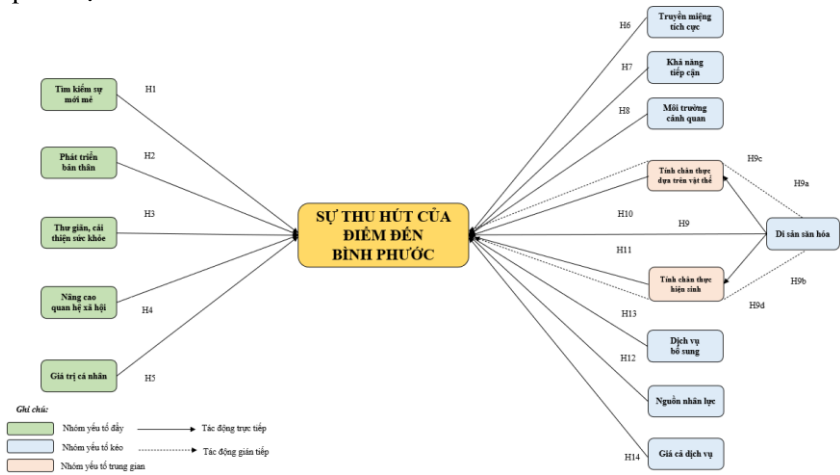 H1
Tìm kiếm sự
mới mẻ
H2
Phát triển
bản thân
H3
Thư giãn, cải
thiện sức khỏe
H4
Nâng cao
quan hệ xã hội
H5
Giá trị cá nhân
SỰ THU HÚT CỦA
ĐIỂM ĐẾN
BÌNH PHƯỚC
H6
Truyền miệng
tích cực
H7
Khả năng
tiếp cận
H8
Môi trường
cảnh quan
H9c
H9a
Tính chân thực
dựa trên vật thể
H10
H9
Di sản săn hóa
H11
Tính chân thực
hiện sinh
H9b
H9d
H13
Dịch vụ
bổ sung
H12
Nguồn nhân lực
H14
Giá cả dịch vụ
Ghi chú:
Nhóm yếu tố đẩy
Tác động trực tiếp
Nhóm yếu tố kéo
Tác động gián tiếp
Nhóm yếu tố trung gian